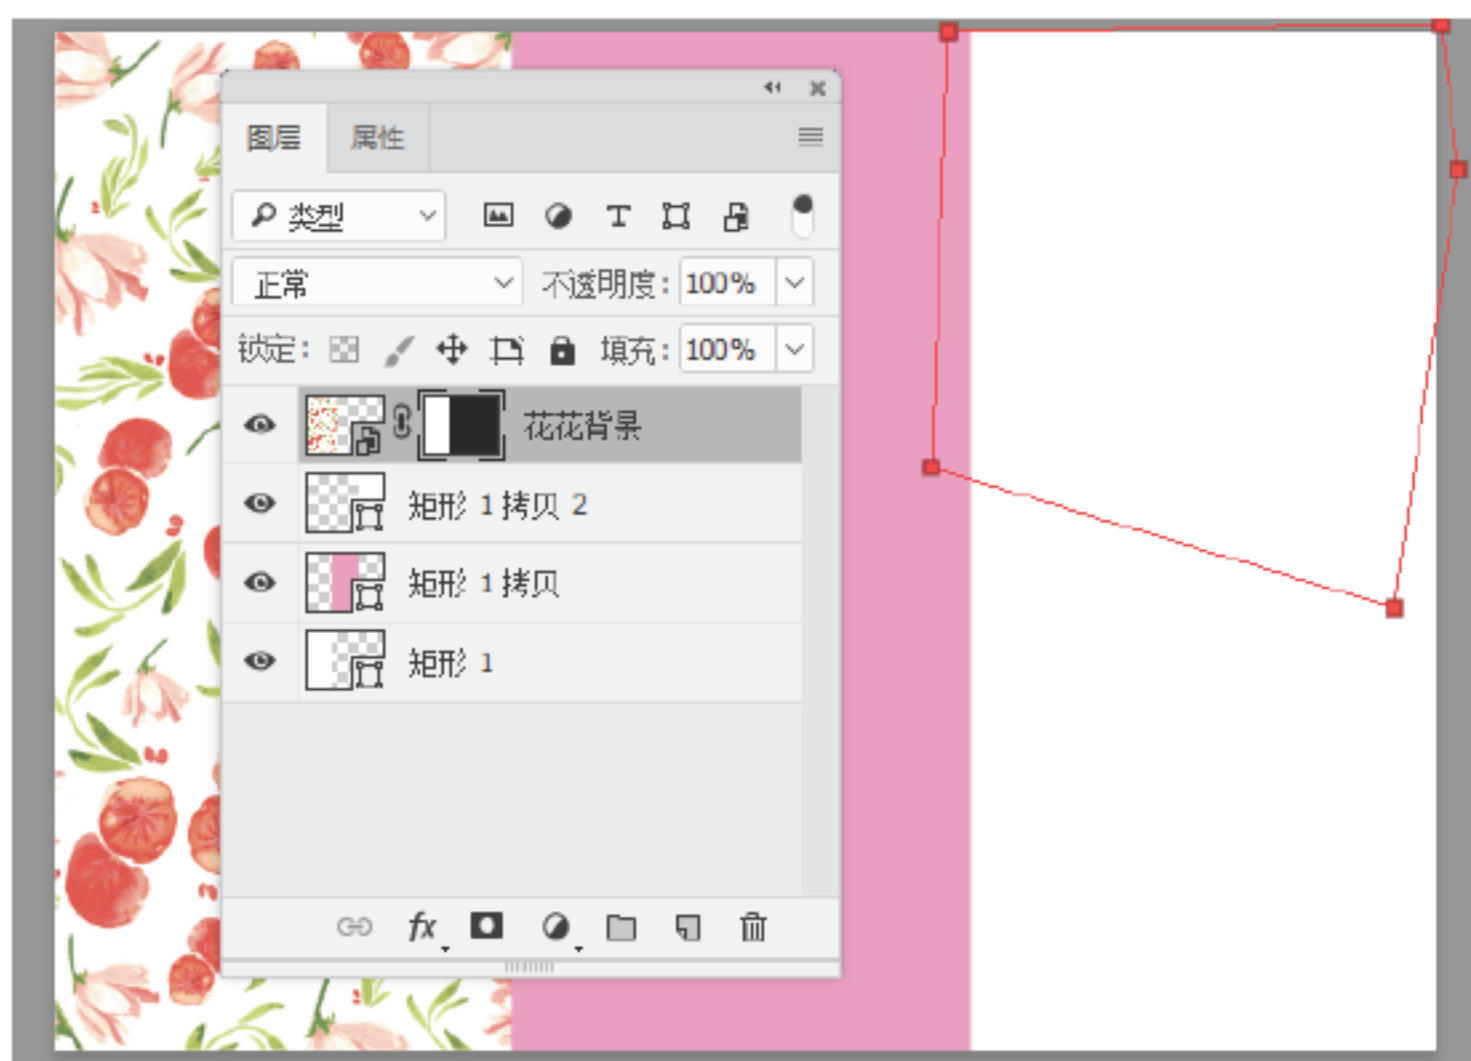 图层 属性
类型 T
正常 不透明度: 100%
锁定: 填充: 100%
花花背景
矩形 1 拷贝 2
矩形 1 拷贝
矩形 1
fx